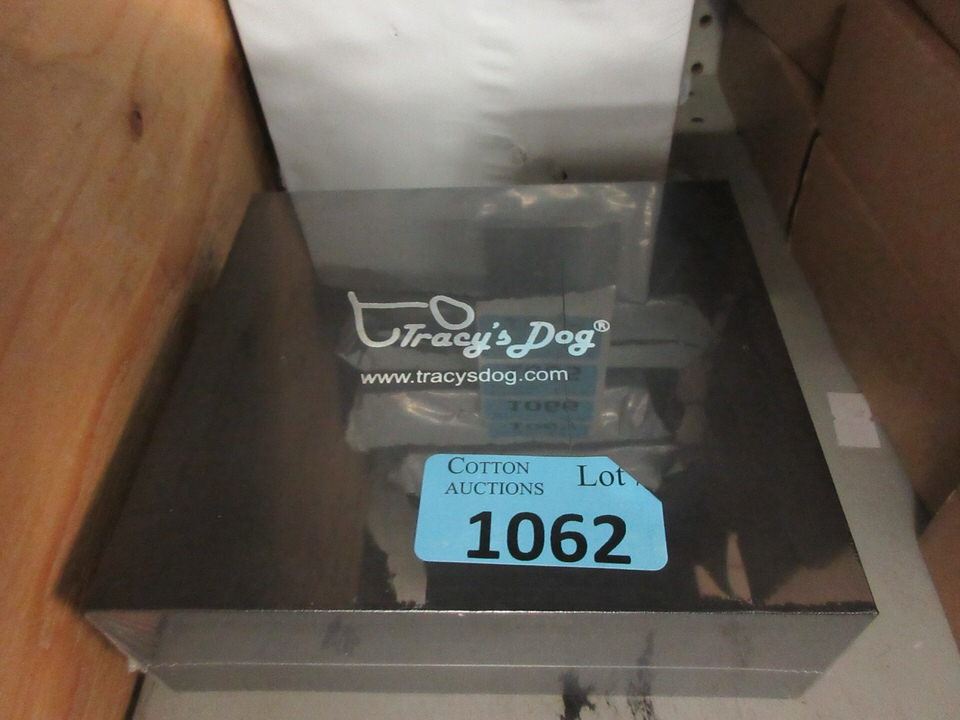 Tracy's Dog®
www.tracysdog.com
COTTON
AUCTIONS
Lot
1062